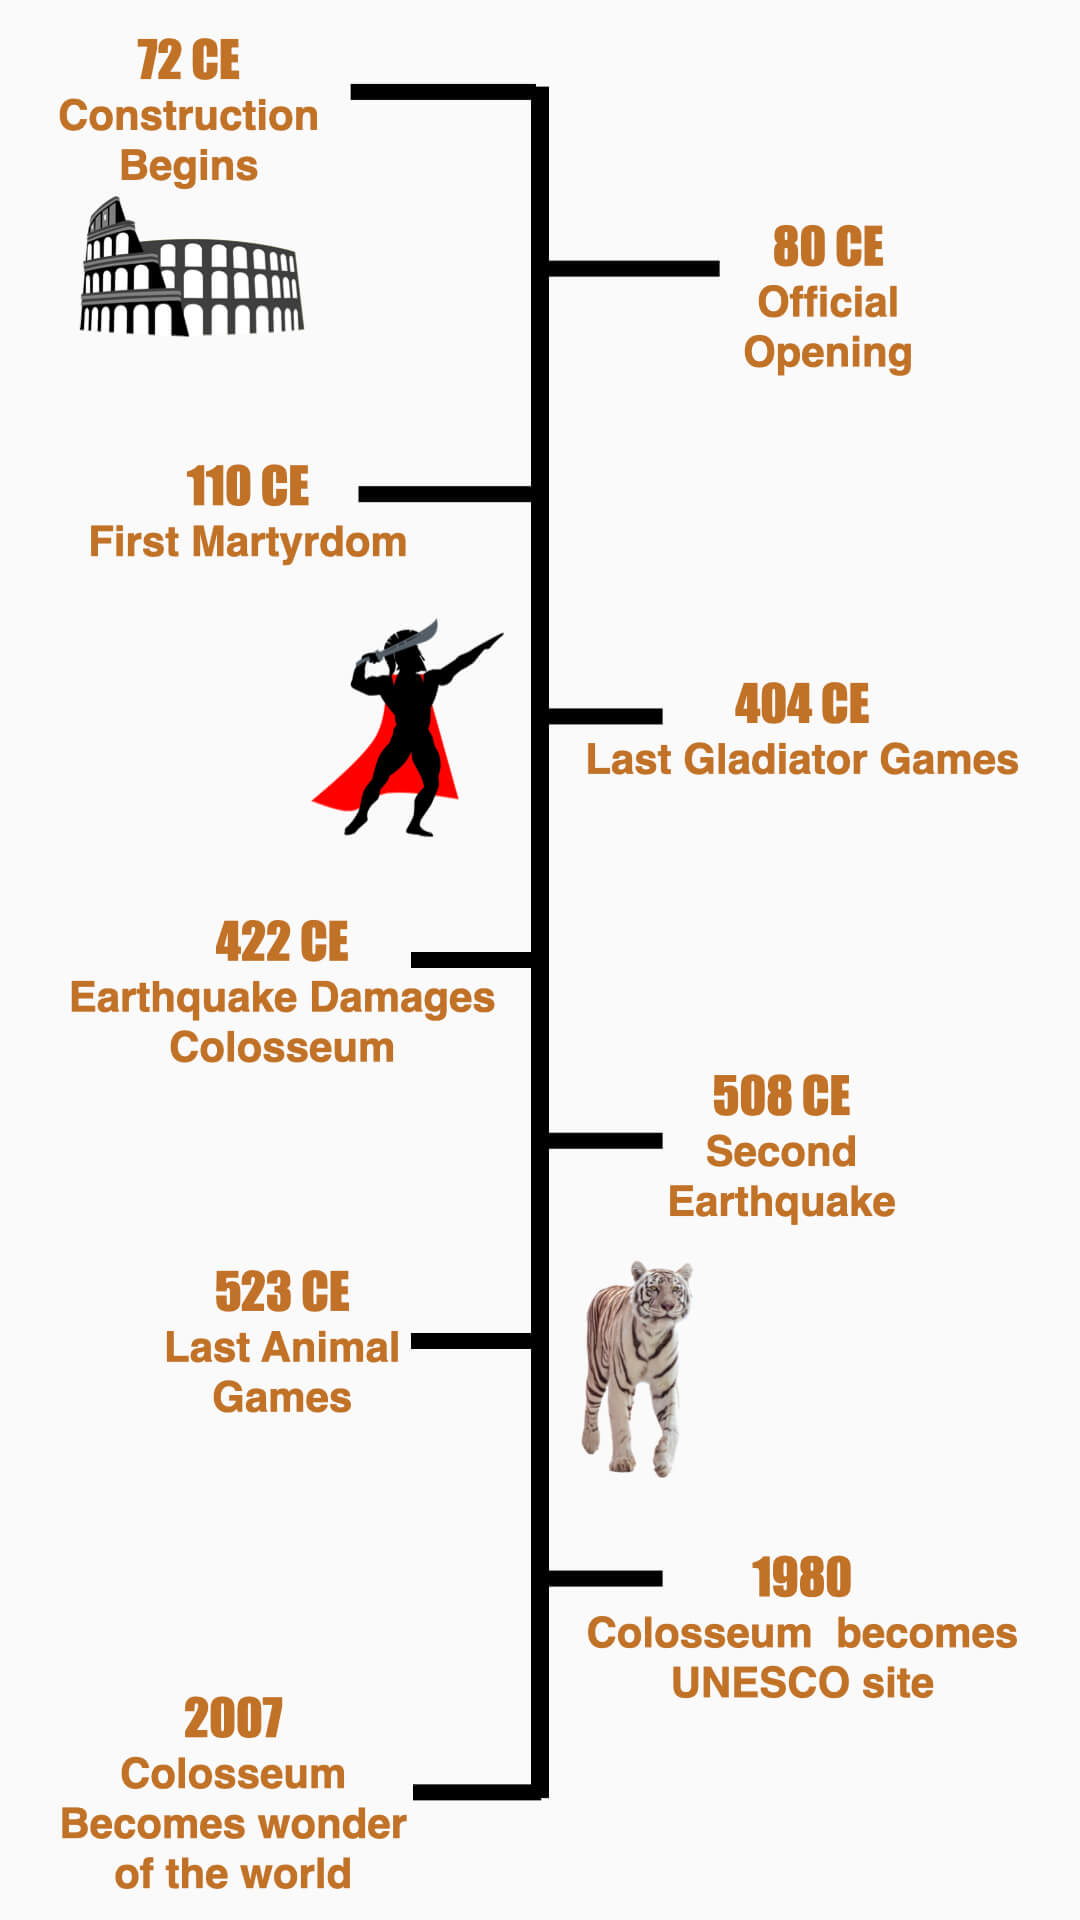 72 CE
Construction
Begins
80 CE
Official
Opening
110 CE
First Martyrdom
404 CE
Last Gladiator Games
422 CE
Earthquake Damages
Colosseum
508 CE
Second
Earthquake
523 CE
Last Animal
Games
1980
Colosseum becomes
UNESCO site
2007
Colosseum
Becomes wonder
of the world